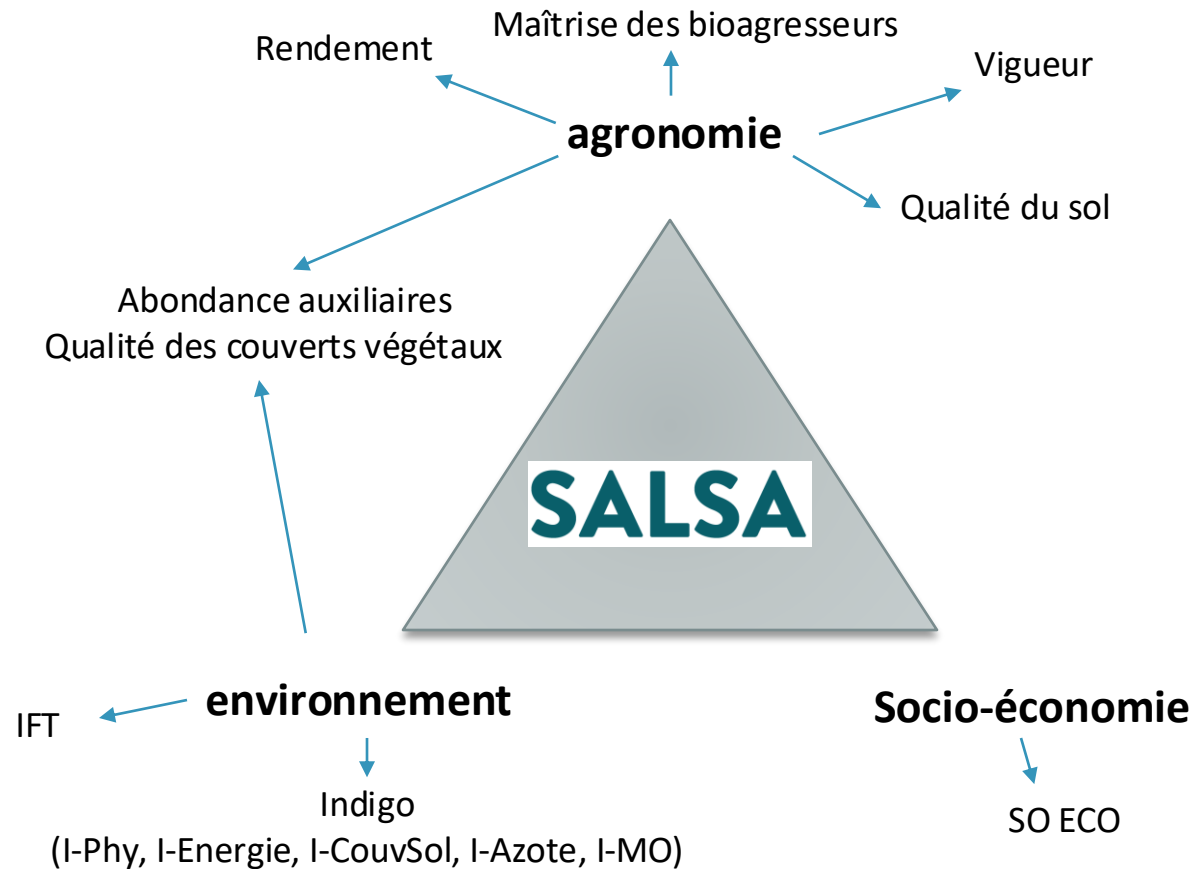 Maîtrise des bioagresseurs
Rendement
Vigueur
agronomie
Qualité du sol
Abondance auxiliaires
Qualité des couverts végétaux
SALSA
environnement
Socio-économie
IFT
Indigo
(I-Phy, I-Energie, I-CouvSol, I-Azote, I-MO)
SO ECO